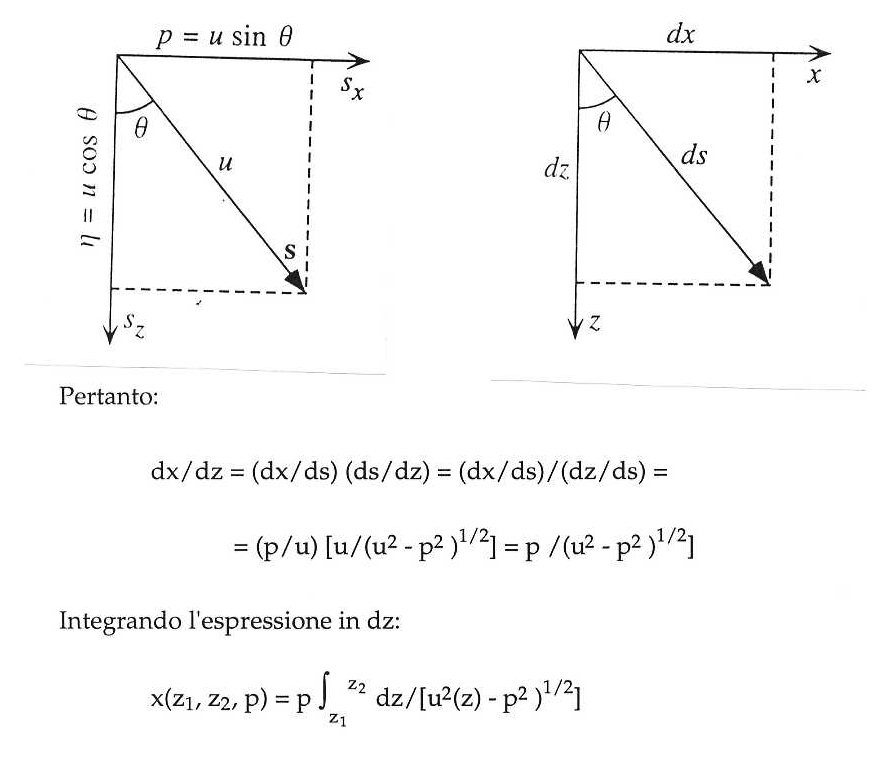 p = u sin θ
s_x
η = u cos θ
θ
u
s
s_z
dx
x
θ
ds
dz
z
Pertanto:
dx/dz = (dx/ds) (ds/dz) = (dx/ds)/(dz/ds) =
= (p/u) [u/(u² - p² )^1/2] = p /(u² - p² )^1/2]
Integrando l'espressione in dz:
x(z₁, z₂, p) = p ∫_z₁^z₂ dz/[u²(z) - p² )^1/2]